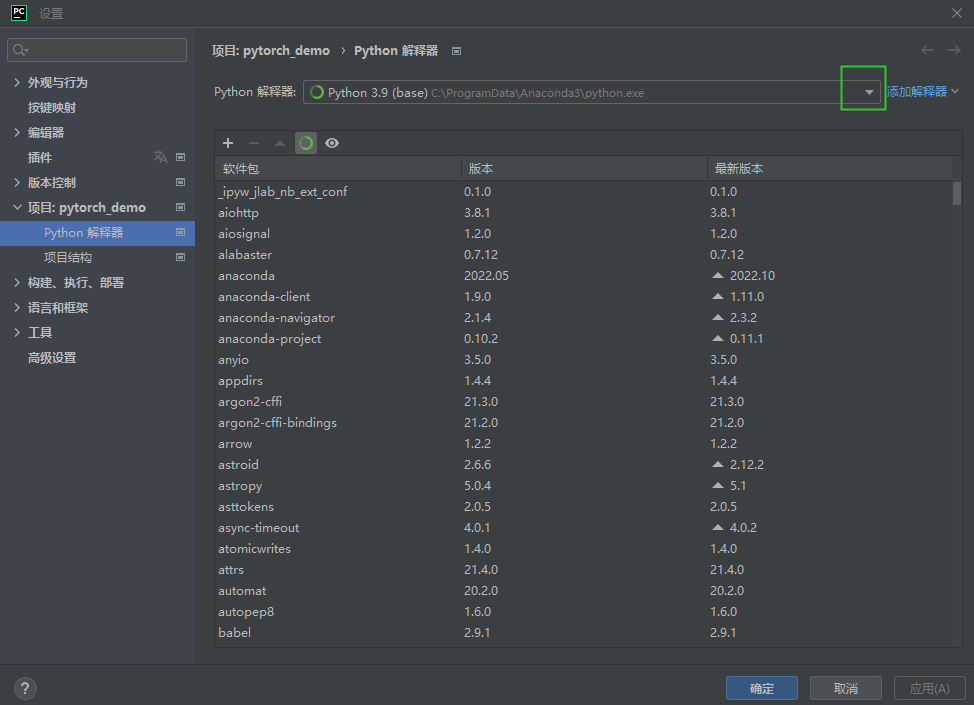 PC 设置
项目: pytorch_demo › Python 解释器
Python 解释器: Python 3.9 (base) C:\ProgramData\Anaconda3\python.exe 添加解释器
外观与行为
按键映射
编辑器
插件
版本控制
项目: pytorch_demo
Python 解释器
项目结构
构建、执行、部署
语言和框架
工具
高级设置
软件包 版本 最新版本
_ipyw_jlab_nb_ext_conf 0.1.0 0.1.0
aiohttp 3.8.1 3.8.1
aiosignal 1.2.0 1.2.0
alabaster 0.7.12 0.7.12
anaconda 2022.05 2022.10
anaconda-client 1.9.0 1.11.0
anaconda-navigator 2.1.4 2.3.2
anaconda-project 0.10.2 0.11.1
anyio 3.5.0 3.5.0
appdirs 1.4.4 1.4.4
argon2-cffi 21.3.0 21.3.0
argon2-cffi-bindings 21.2.0 21.2.0
arrow 1.2.2 1.2.2
astroid 2.6.6 2.12.2
astropy 5.0.4 5.1
asttokens 2.0.5 2.0.5
async-timeout 4.0.1 4.0.2
atomicwrites 1.4.0 1.4.0
attrs 21.4.0 21.4.0
automat 20.2.0 20.2.0
autopep8 1.6.0 1.6.0
babel 2.9.1 2.9.1
? 确定 取消 应用(A)